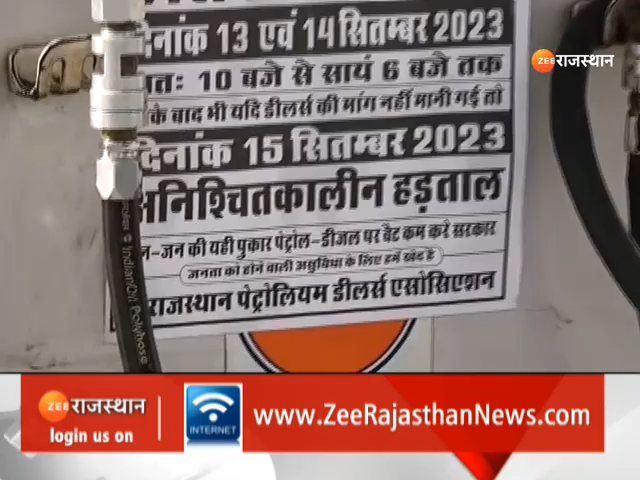 दिनांक 13 एवं 14 सितम्बर 2023
10 बजे से सायं 6 बजे तक
के बाद भी यदि डीलर्स की मांग नहीं मानी गई तो
दिनांक 15 सितम्बर 2023
अनिश्चितकालीन हड़ताल
न-जन की यही पुकार पेट्रोल-डीजल पर वैट कम करे सरकार
जनता को होने वाली असुविधा के लिए हमें खेद है
राजस्थान पेट्रोलियम डीलर्स एसोसिएशन
ZEE राजस्थान
IndianOil Polyhose
ZEE राजस्थान
login us on
INTERNET
www.ZeeRajasthanNews.com